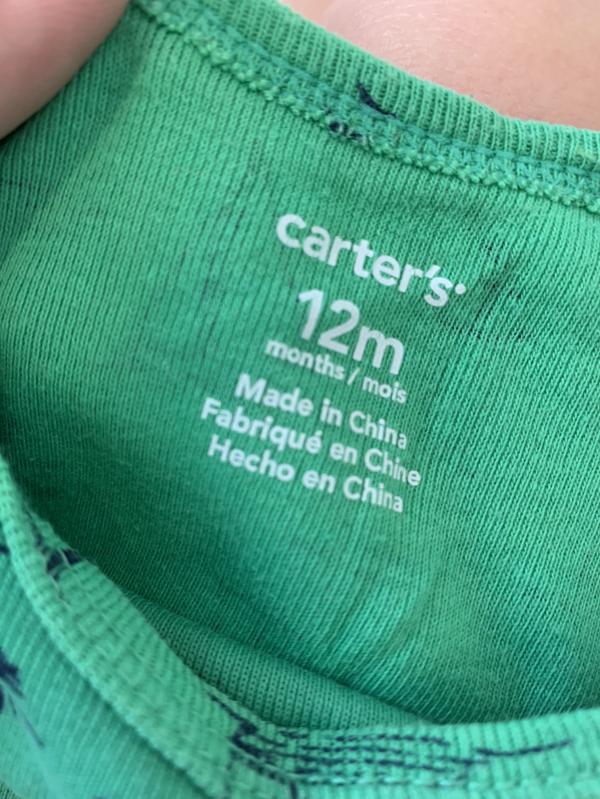 carter's
12m
months / mois
Made in China
Fabriqué en Chine
Hecho en China